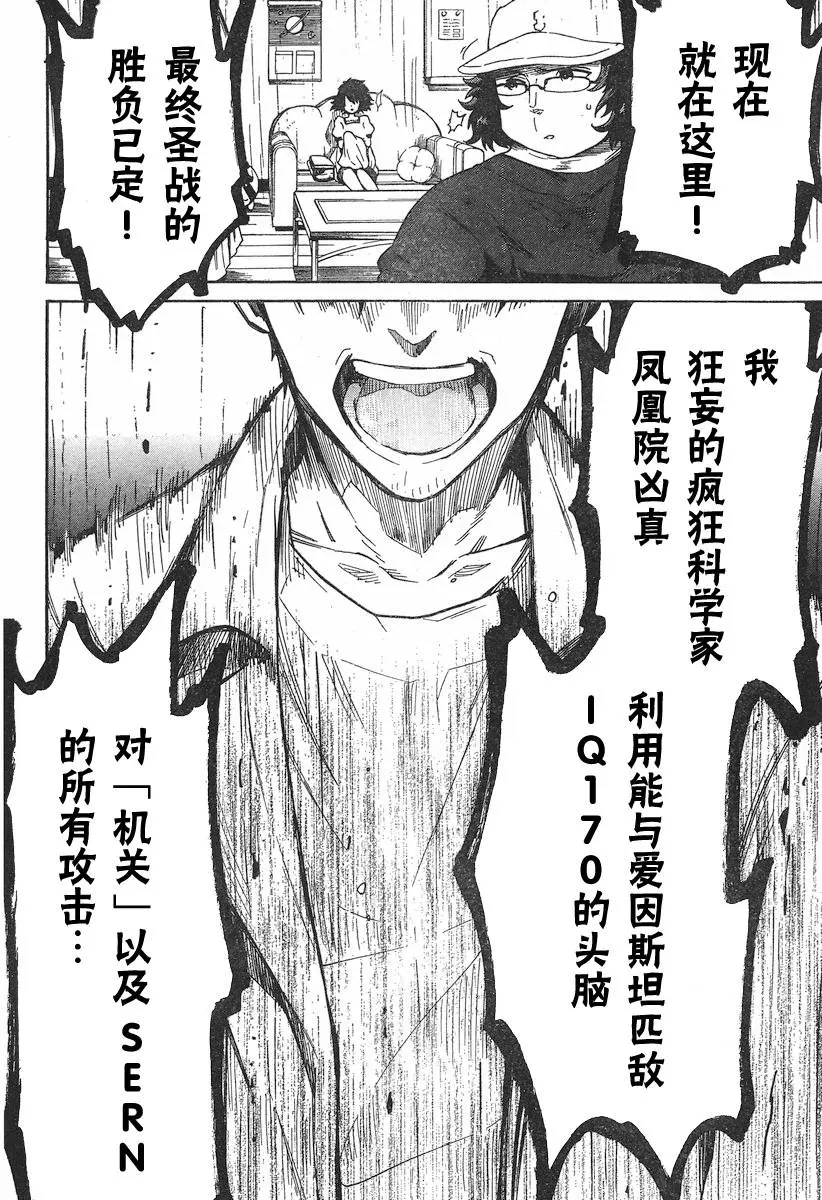 现在
就在这里！
最终圣战的
胜负已定！
我
狂妄的疯狂科学家
凤凰院凶真
利用能与爱因斯坦匹敌
IQ170的头脑
对「机关」以及SERN
的所有攻击…